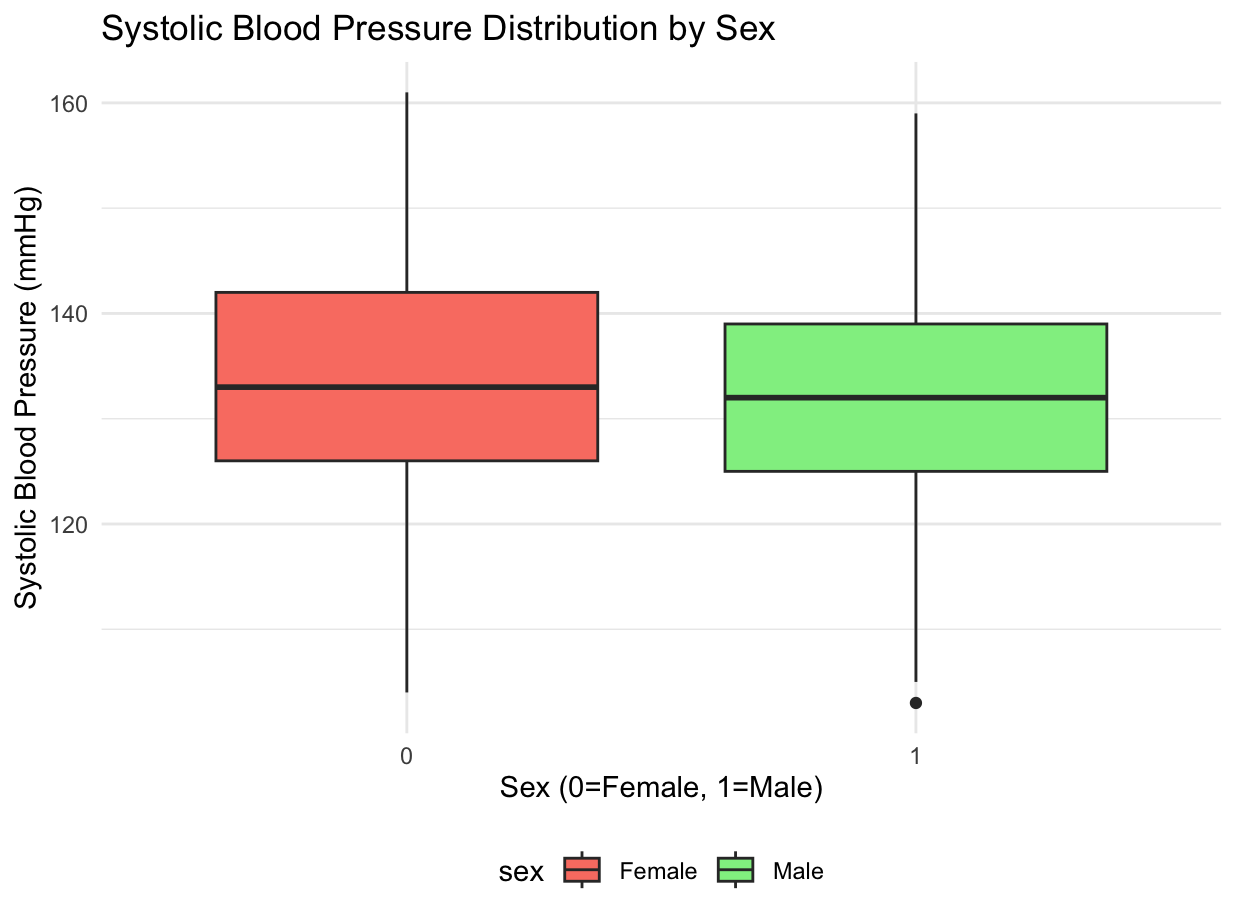 Systolic Blood Pressure Distribution by Sex
Systolic Blood Pressure (mmHg)
160
140
120
0
1
Sex (0=Female, 1=Male)
sex Female Male